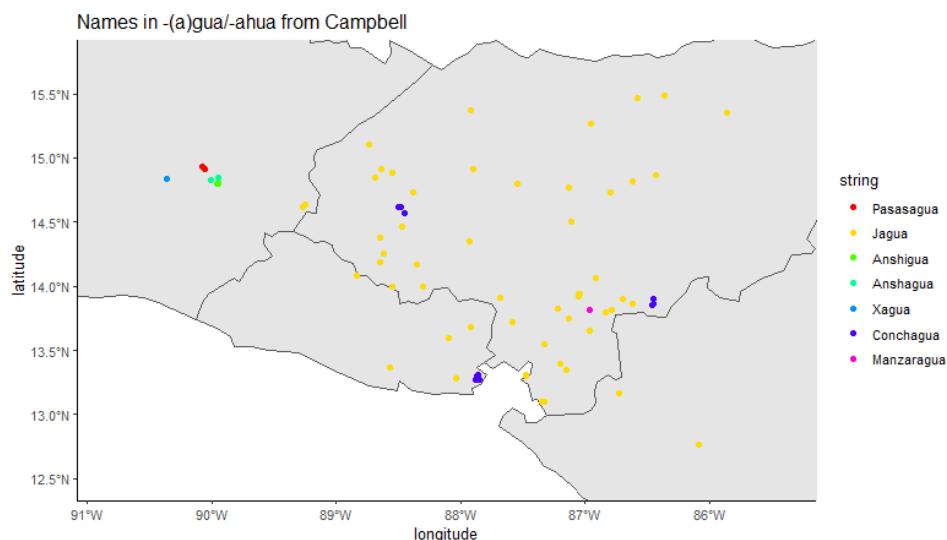 Names in -(a)gua/-ahua from Campbell
15.5°N
15.0°N
14.5°N
14.0°N
13.5°N
13.0°N
12.5°N
latitude
91°W
90°W
89°W
88°W
87°W
86°W
longitude
string
Pasasagua
Jagua
Anshigua
Anshagua
Xagua
Conchagua
Manzaragua